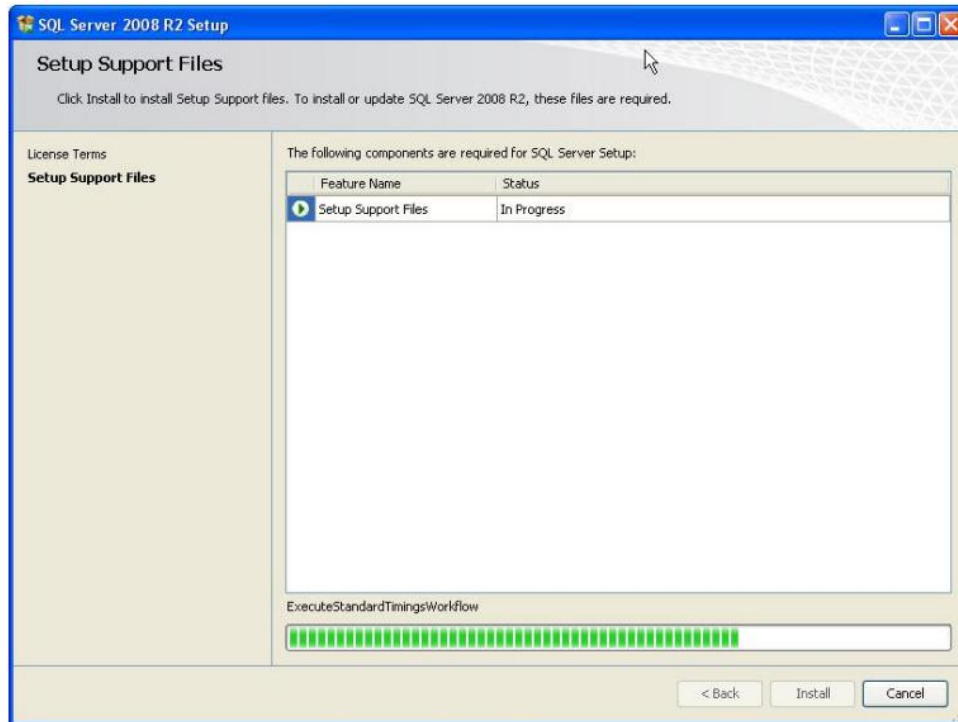 SQL Server 2008 R2 Setup
Setup Support Files
Click Install to install Setup Support files. To install or update SQL Server 2008 R2, these files are required.
License Terms
Setup Support Files
The following components are required for SQL Server Setup:
Feature Name Status
Setup Support Files In Progress
ExecuteStandardTimingsWorkflow
< Back Install Cancel